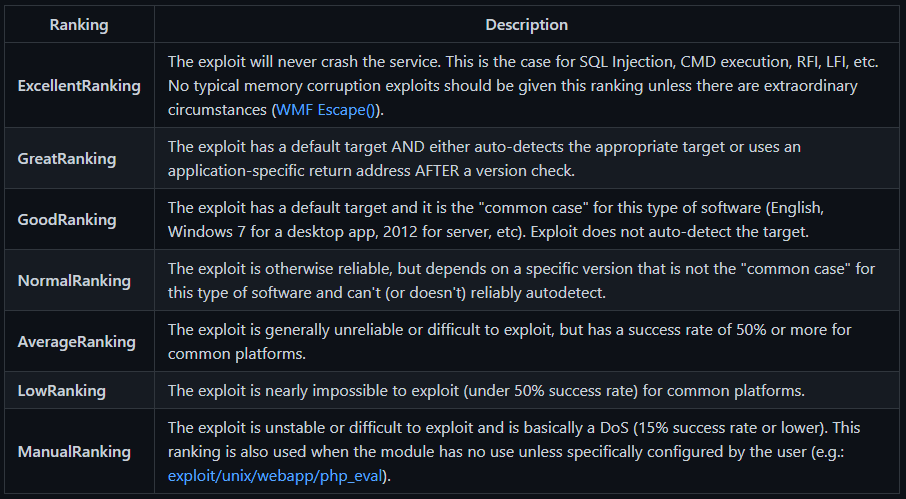 Ranking Description
ExcellentRanking
The exploit will never crash the service. This is the case for SQL Injection, CMD execution, RFI, LFI, etc.
No typical memory corruption exploits should be given this ranking unless there are extraordinary
circumstances (WMF Escape()).
GreatRanking
The exploit has a default target AND either auto-detects the appropriate target or uses an
application-specific return address AFTER a version check.
GoodRanking
The exploit has a default target and it is the "common case" for this type of software (English,
Windows 7 for a desktop app, 2012 for server, etc). Exploit does not auto-detect the target.
NormalRanking
The exploit is otherwise reliable, but depends on a specific version that is not the "common case" for
this type of software and can't (or doesn't) reliably autodetect.
AverageRanking
The exploit is generally unreliable or difficult to exploit, but has a success rate of 50% or more for
common platforms.
LowRanking
The exploit is nearly impossible to exploit (under 50% success rate) for common platforms.
ManualRanking
The exploit is unstable or difficult to exploit and is basically a DoS (15% success rate or lower). This
ranking is also used when the module has no use unless specifically configured by the user (e.g.:
exploit/unix/webapp/php_eval).